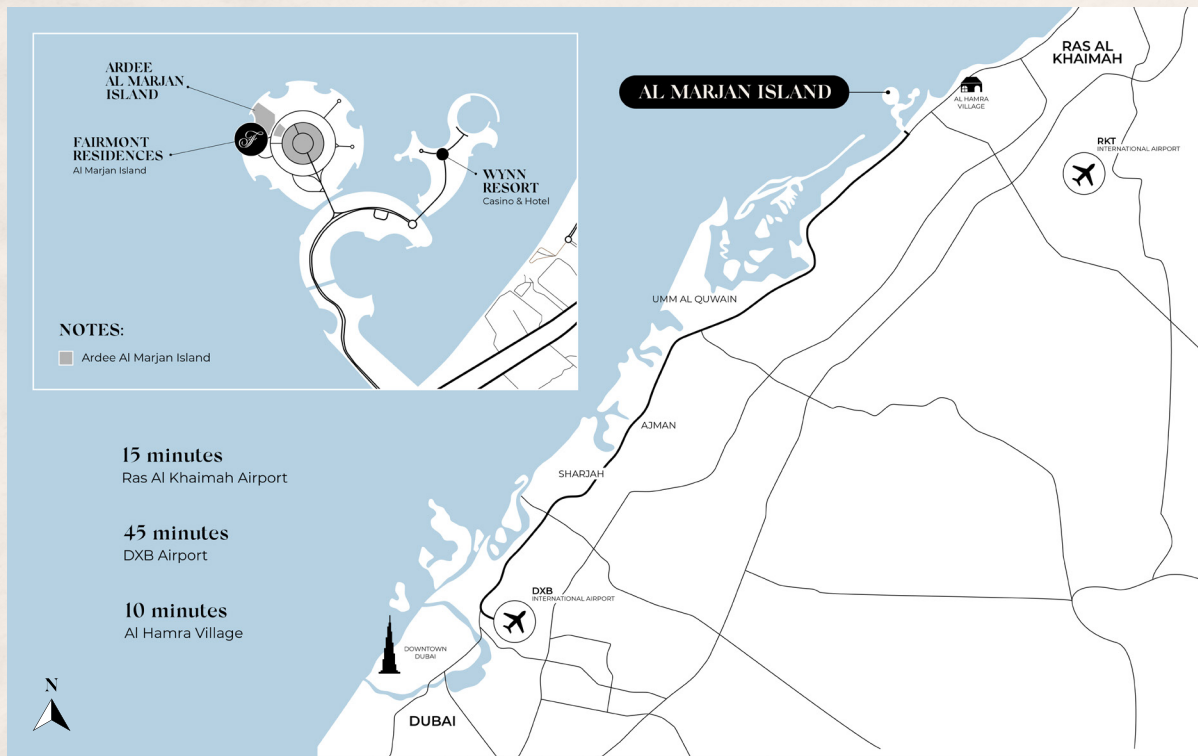 ARDEE
AL MARJAN
ISLAND
FAIRMONT
RESIDENCES
Al Marjan Island
F
WYNN
RESORT
Casino & Hotel
NOTES:
Ardee Al Marjan Island
AL MARJAN ISLAND
RAS AL
KHAIMAH
AL HAMRA
VILLAGE
RKT
INTERNATIONAL AIRPORT
UMM AL QUWAIN
AJMAN
SHARJAH
15 minutes
Ras Al Khaimah Airport
45 minutes
DXB Airport
10 minutes
Al Hamra Village
DXB
INTERNATIONAL AIRPORT
DOWNTOWN
DUBAI
DUBAI
N